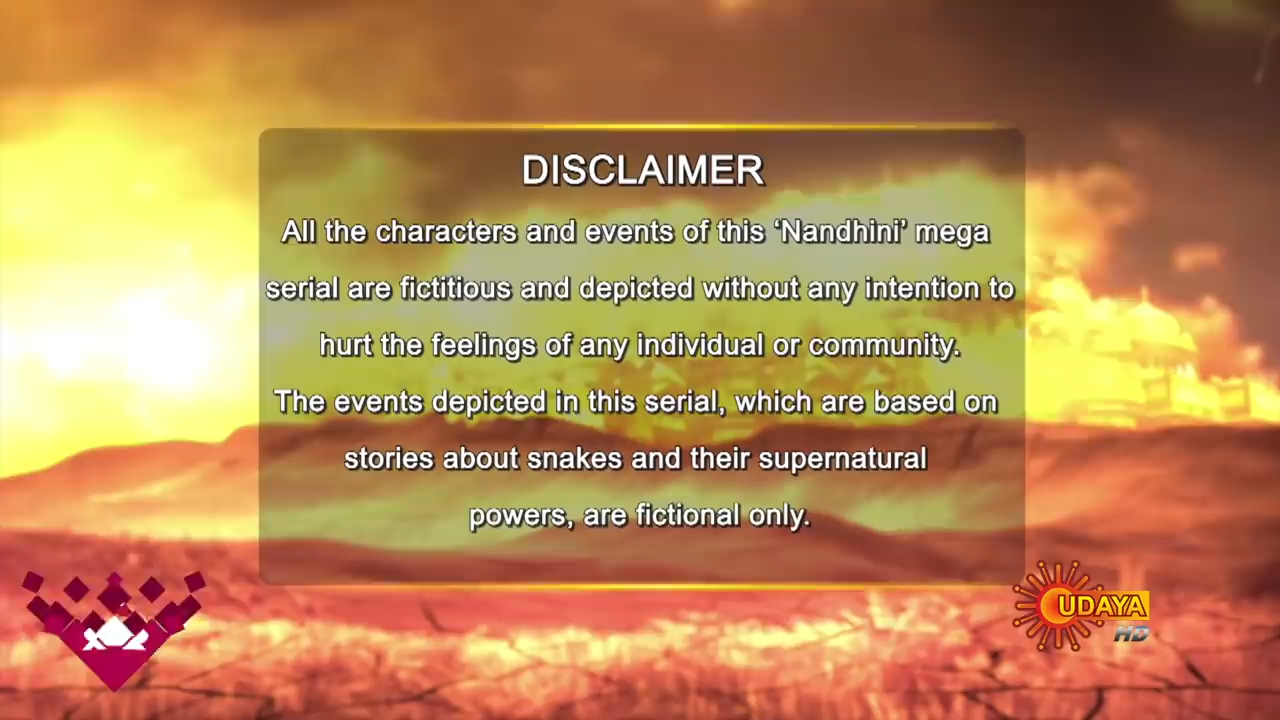 DISCLAIMER
All the characters and events of this ‘Nandhini’ mega
serial are fictitious and depicted without any intention to
hurt the feelings of any individual or community.
The events depicted in this serial, which are based on
stories about snakes and their supernatural
powers, are fictional only.
UDAYA
HD